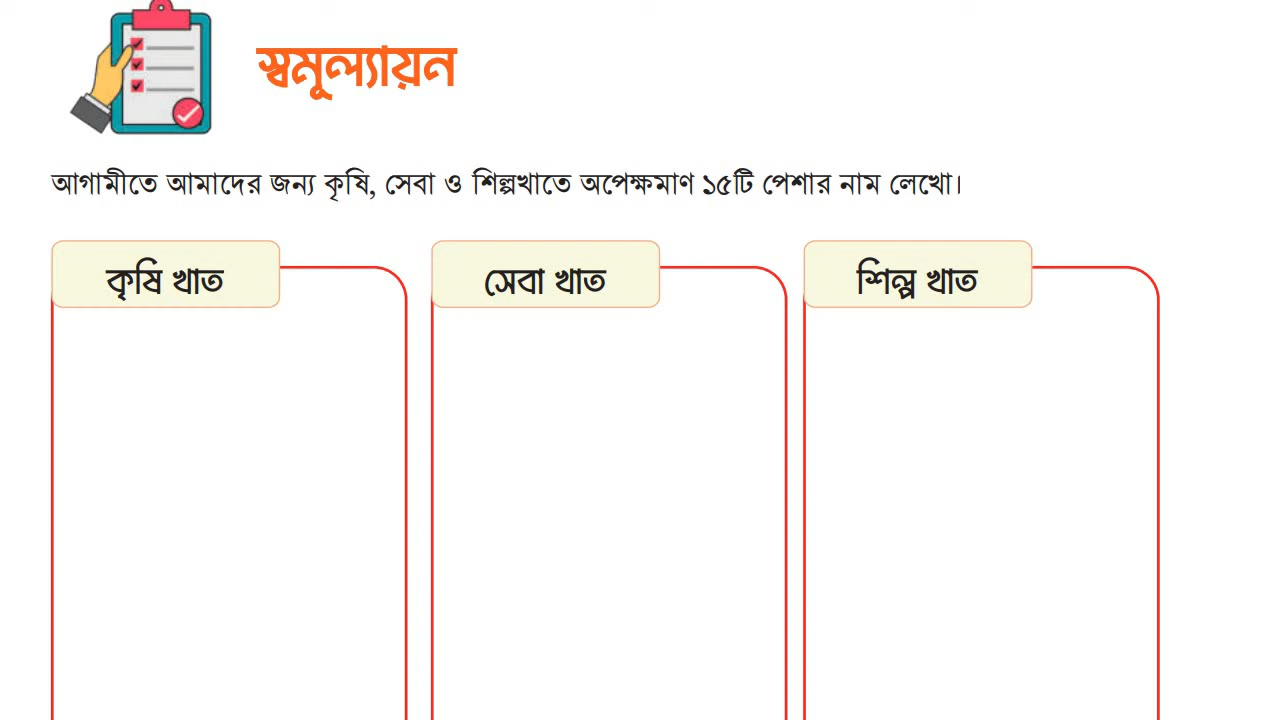 স্বমূল্যায়ন
আগামীতে আমাদের জন্য কৃষি, সেবা ও শিল্পখাতে অপেক্ষমাণ ১৫টি পেশার নাম লেখো।
কৃষি খাত
সেবা খাত
শিল্প খাত